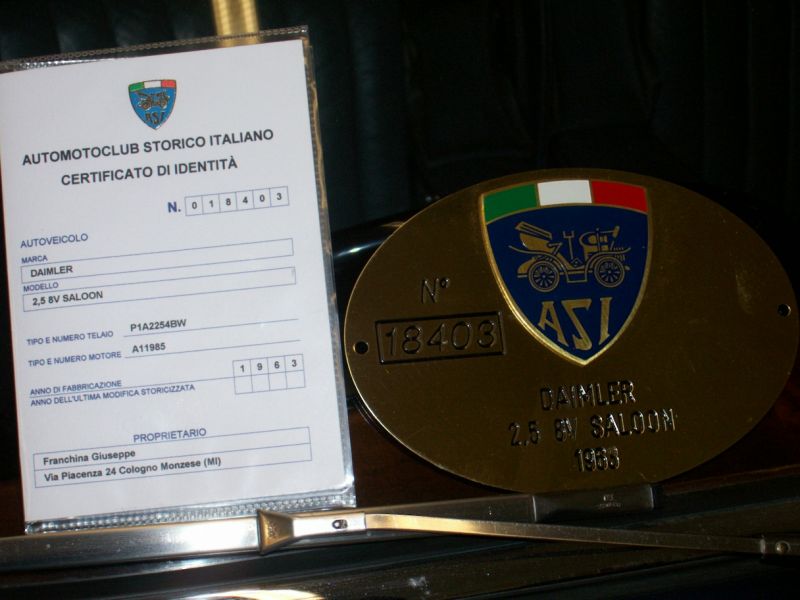 ASI
AUTOMOTOCLUB STORICO ITALIANO
CERTIFICATO DI IDENTITÀ
N. 018403
AUTOVEICOLO
MARCA
DAIMLER
MODELLO
2,5 8V SALOON
TIPO E NUMERO TELAIO P1A2254BW
TIPO E NUMERO MOTORE A11985
ANNO DI FABBRICAZIONE 1963
ANNO DELL'ULTIMA MODIFICA STORICIZZATA
PROPRIETARIO
Franchina Giuseppe
Via Piacenza 24 Cologno Monzese (MI)
N°
18403
ASI
DAIMLER
2,5 8V SALOON
1963